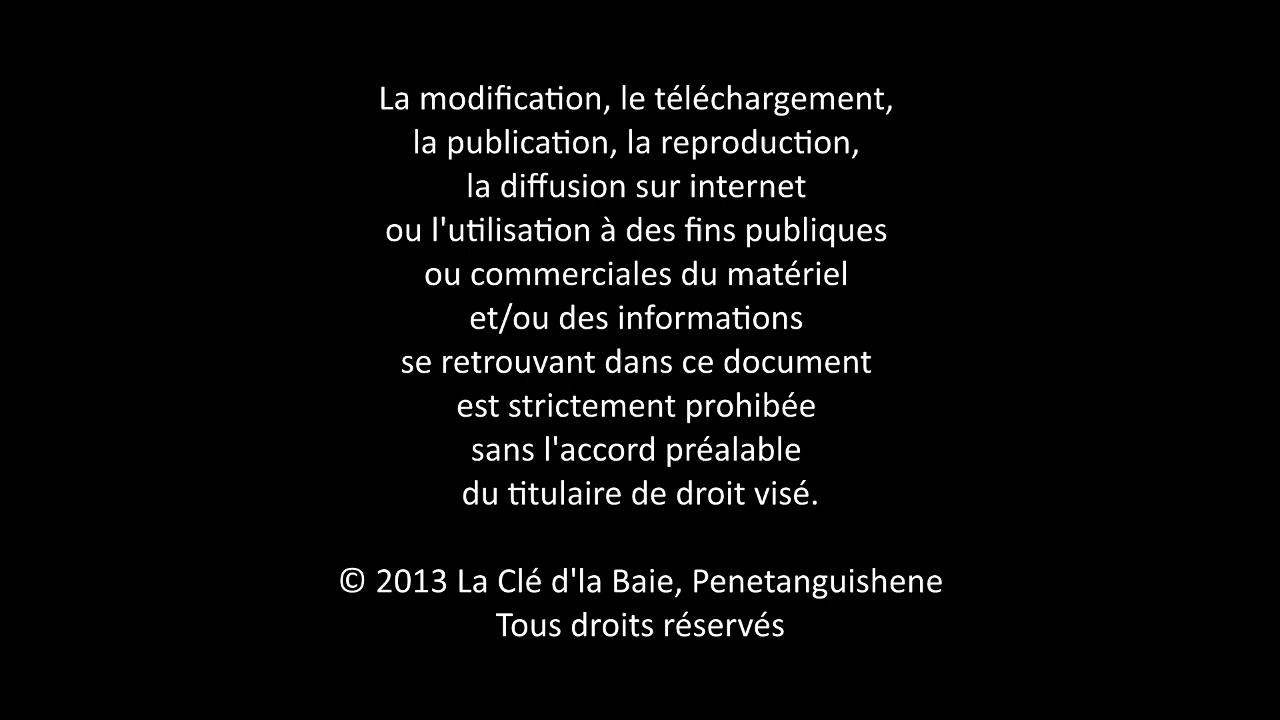 La modification, le téléchargement,
la publication, la reproduction,
la diffusion sur internet
ou l'utilisation à des fins publiques
ou commerciales du matériel
et/ou des informations
se retrouvant dans ce document
est strictement prohibée
sans l'accord préalable
du titulaire de droit visé.
© 2013 La Clé d'la Baie, Penetanguishene
Tous droits réservés